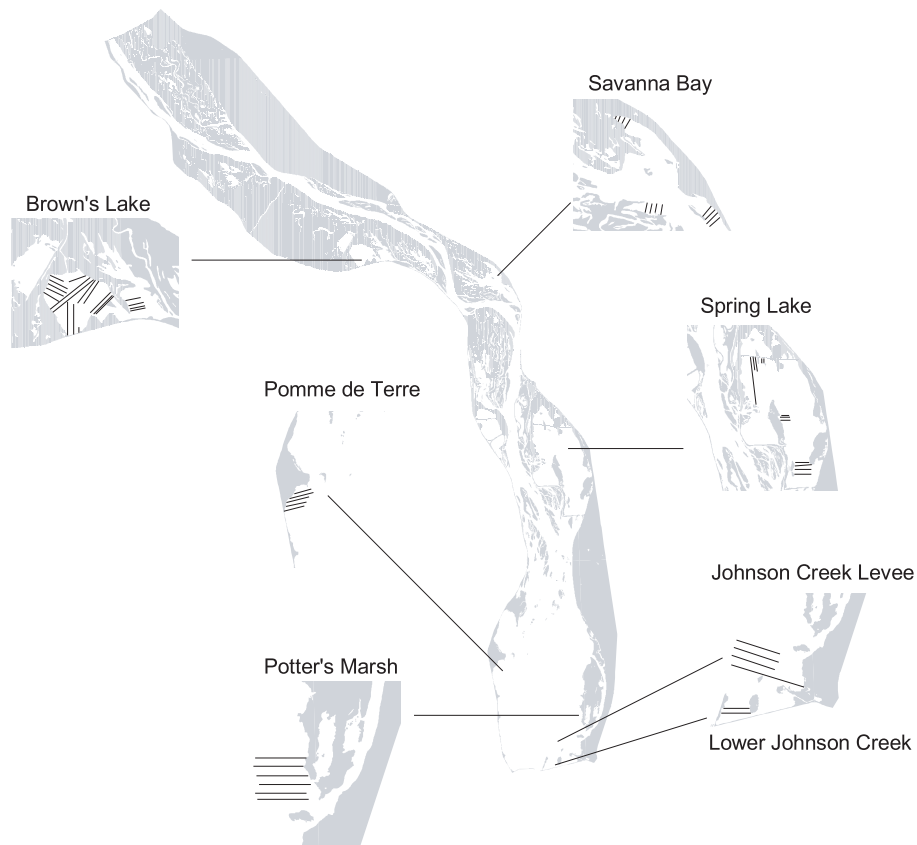 Savanna Bay
Brown's Lake
Spring Lake
Pomme de Terre
Johnson Creek Levee
Potter's Marsh
Lower Johnson Creek